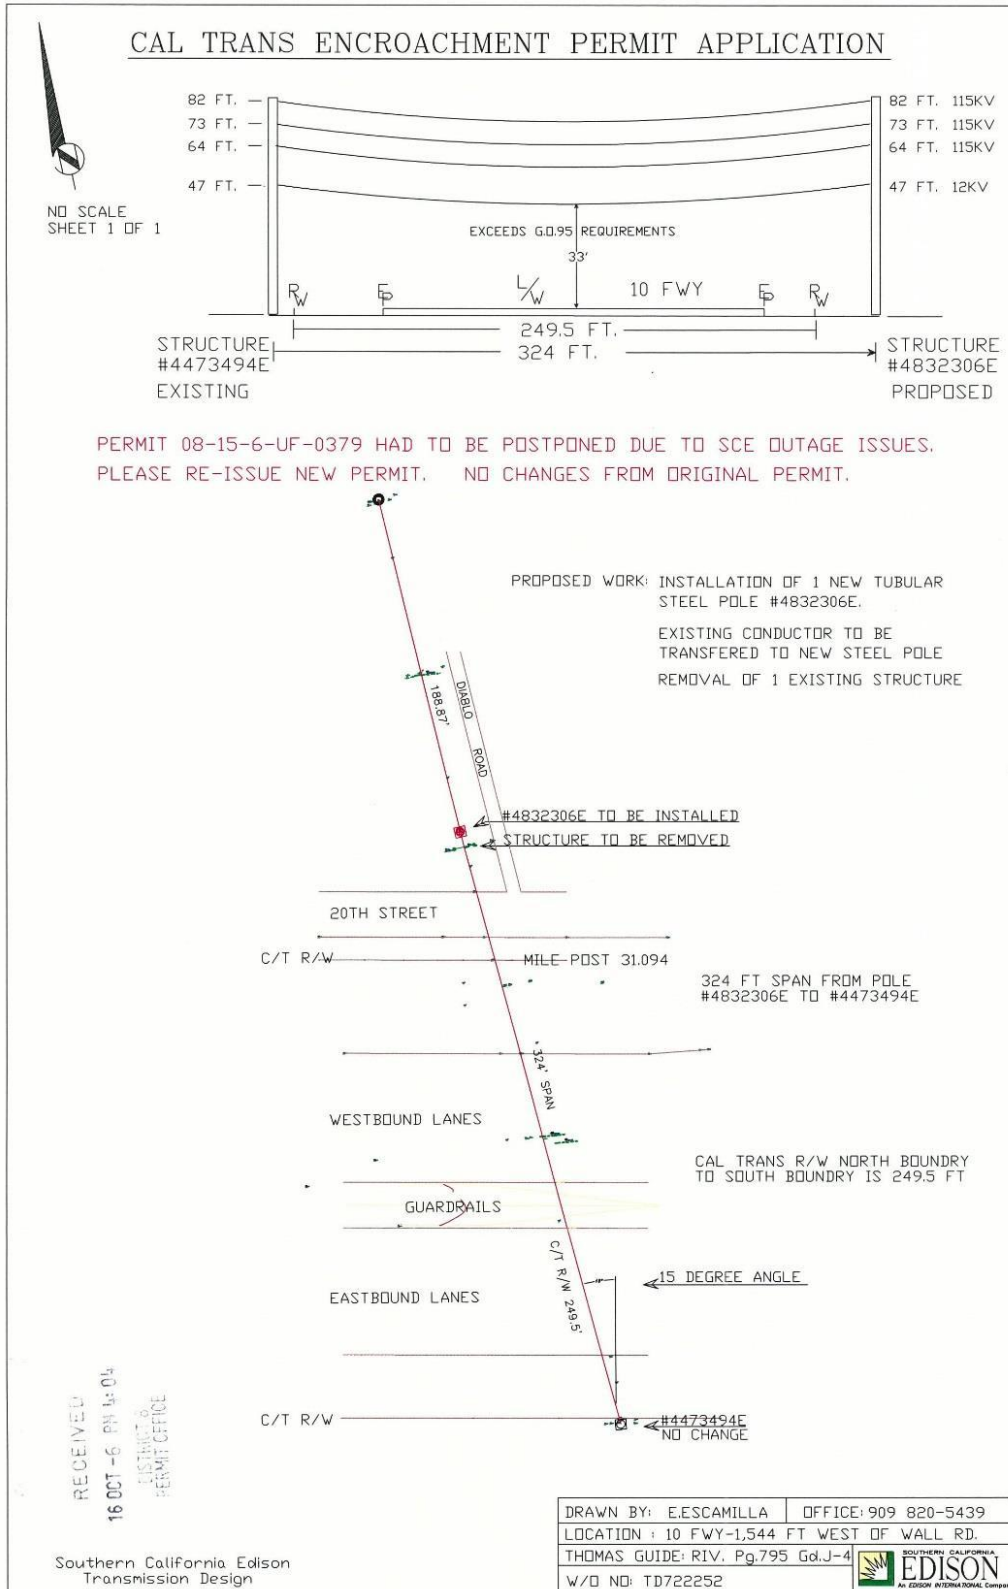 CAL TRANS ENCROACHMENT PERMIT APPLICATION
NO SCALE
SHEET 1 OF 1
82 FT.
73 FT.
64 FT.
47 FT.
82 FT. 115KV
73 FT. 115KV
64 FT. 115KV
47 FT. 12KV
EXCEEDS G.O.95 REQUIREMENTS
33'
R/W
EP
L/W
10 FWY
EP
R/W
249.5 FT.
324 FT.
STRUCTURE
#4473494E
EXISTING
STRUCTURE
#4832306E
PROPOSED
PERMIT 08-15-6-UF-0379 HAD TO BE POSTPONED DUE TO SCE OUTAGE ISSUES.
PLEASE RE-ISSUE NEW PERMIT. NO CHANGES FROM ORIGINAL PERMIT.
PROPOSED WORK: INSTALLATION OF 1 NEW TUBULAR
STEEL POLE #4832306E.
EXISTING CONDUCTOR TO BE
TRANSFERED TO NEW STEEL POLE
REMOVAL OF 1 EXISTING STRUCTURE
188.87'
DIABLO ROAD
#4832306E TO BE INSTALLED
STRUCTURE TO BE REMOVED
20TH STREET
C/T R/W
MILE POST 31.094
324 FT SPAN FROM POLE
#4832306E TO #4473494E
324' SPAN
WESTBOUND LANES
CAL TRANS R/W NORTH BOUNDRY
TO SOUTH BOUNDRY IS 249.5 FT
GUARDRAILS
C/T R/W 249.5'
15 DEGREE ANGLE
EASTBOUND LANES
C/T R/W
#4473494E
NO CHANGE
RECEIVED
16 OCT -6 PM 4:04
DISTRICT 8
PERMIT OFFICE
Southern California Edison
Transmission Design
DRAWN BY: E.ESCAMILLA
OFFICE: 909 820-5439
LOCATION : 10 FWY-1,544 FT WEST OF WALL RD.
THOMAS GUIDE: RIV. Pg.795 Gd.J-4
W/O NO: TD722252
SOUTHERN CALIFORNIA
EDISON
An EDISON INTERNATIONAL Company